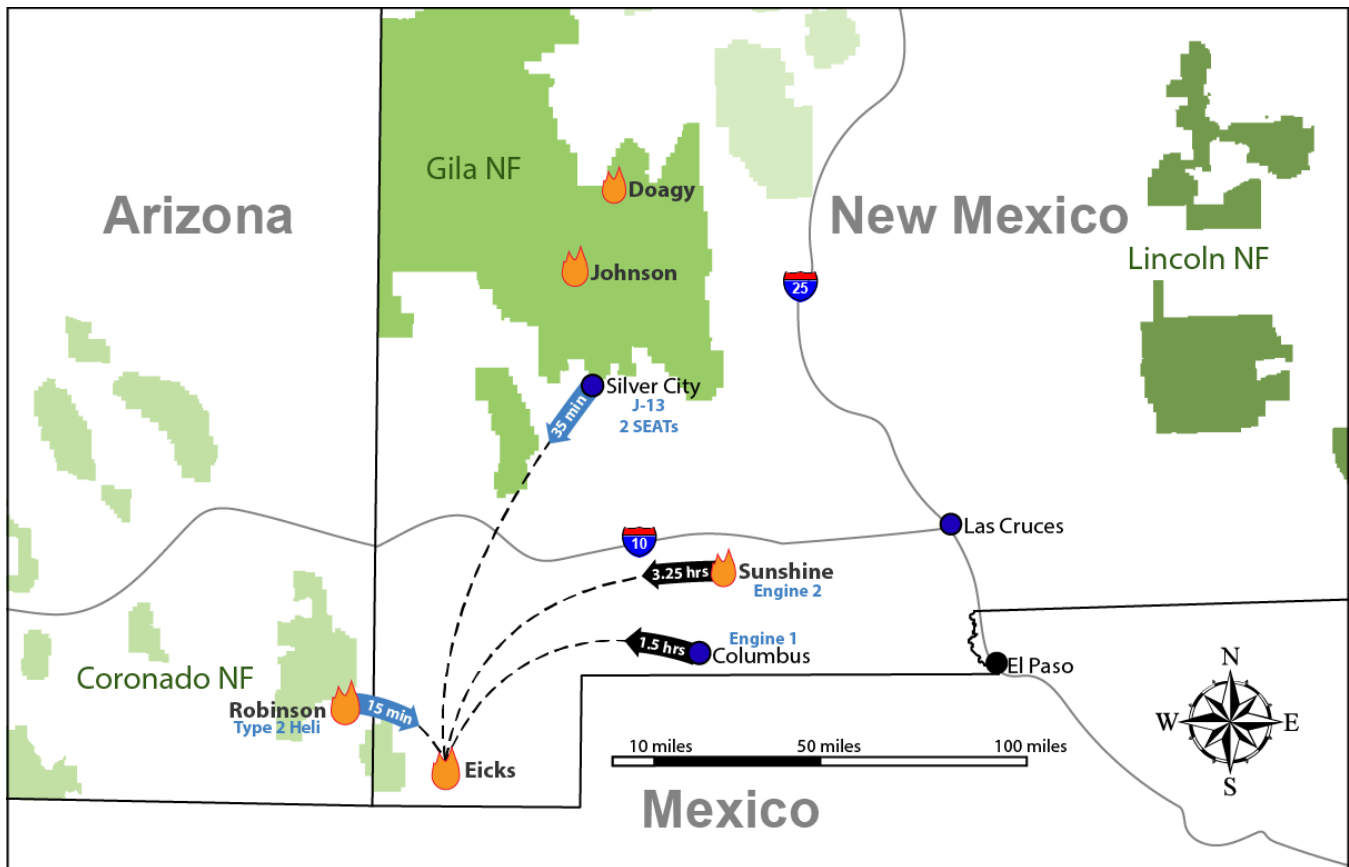 Gila NF
Doagy
Arizona
New Mexico
Lincoln NF
Johnson
25
Silver City
J-13
2 SEATs
35 min
Las Cruces
10
3.25 hrs
Sunshine
Engine 2
1.5 hrs
Engine 1
Columbus
El Paso
Coronado NF
Robinson
Type 2 Heli
15 min
Eicks
10 miles
50 miles
100 miles
Mexico
N
W
E
S